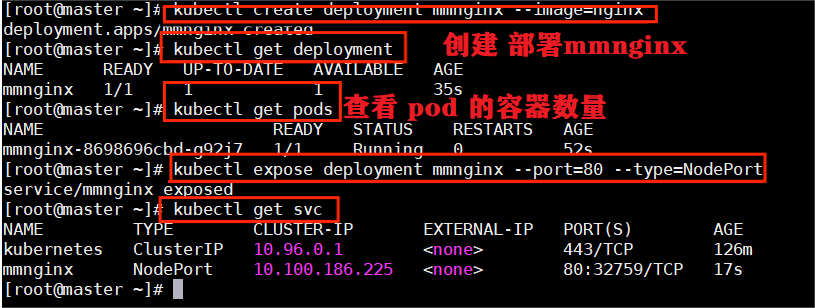 [root@master ~]# kubectl create deployment mmnginx --image=nginx
deployment.apps/mmnginx created
[root@master ~]# kubectl get deployment 创建 部署mmnginx
NAME READY UP-TO-DATE AVAILABLE AGE
mmnginx 1/1 1 1 35s
[root@master ~]# kubectl get pods 查看 pod 的容器数量
NAME READY STATUS RESTARTS AGE
mmnginx-8698696cbd-g92j7 1/1 Running 0 52s
[root@master ~]# kubectl expose deployment mmnginx --port=80 --type=NodePort
service/mmnginx exposed
[root@master ~]# kubectl get svc
NAME TYPE CLUSTER-IP EXTERNAL-IP PORT(S) AGE
kubernetes ClusterIP 10.96.0.1 <none> 443/TCP 126m
mmnginx NodePort 10.100.186.225 <none> 80:32759/TCP 17s
[root@master ~]#